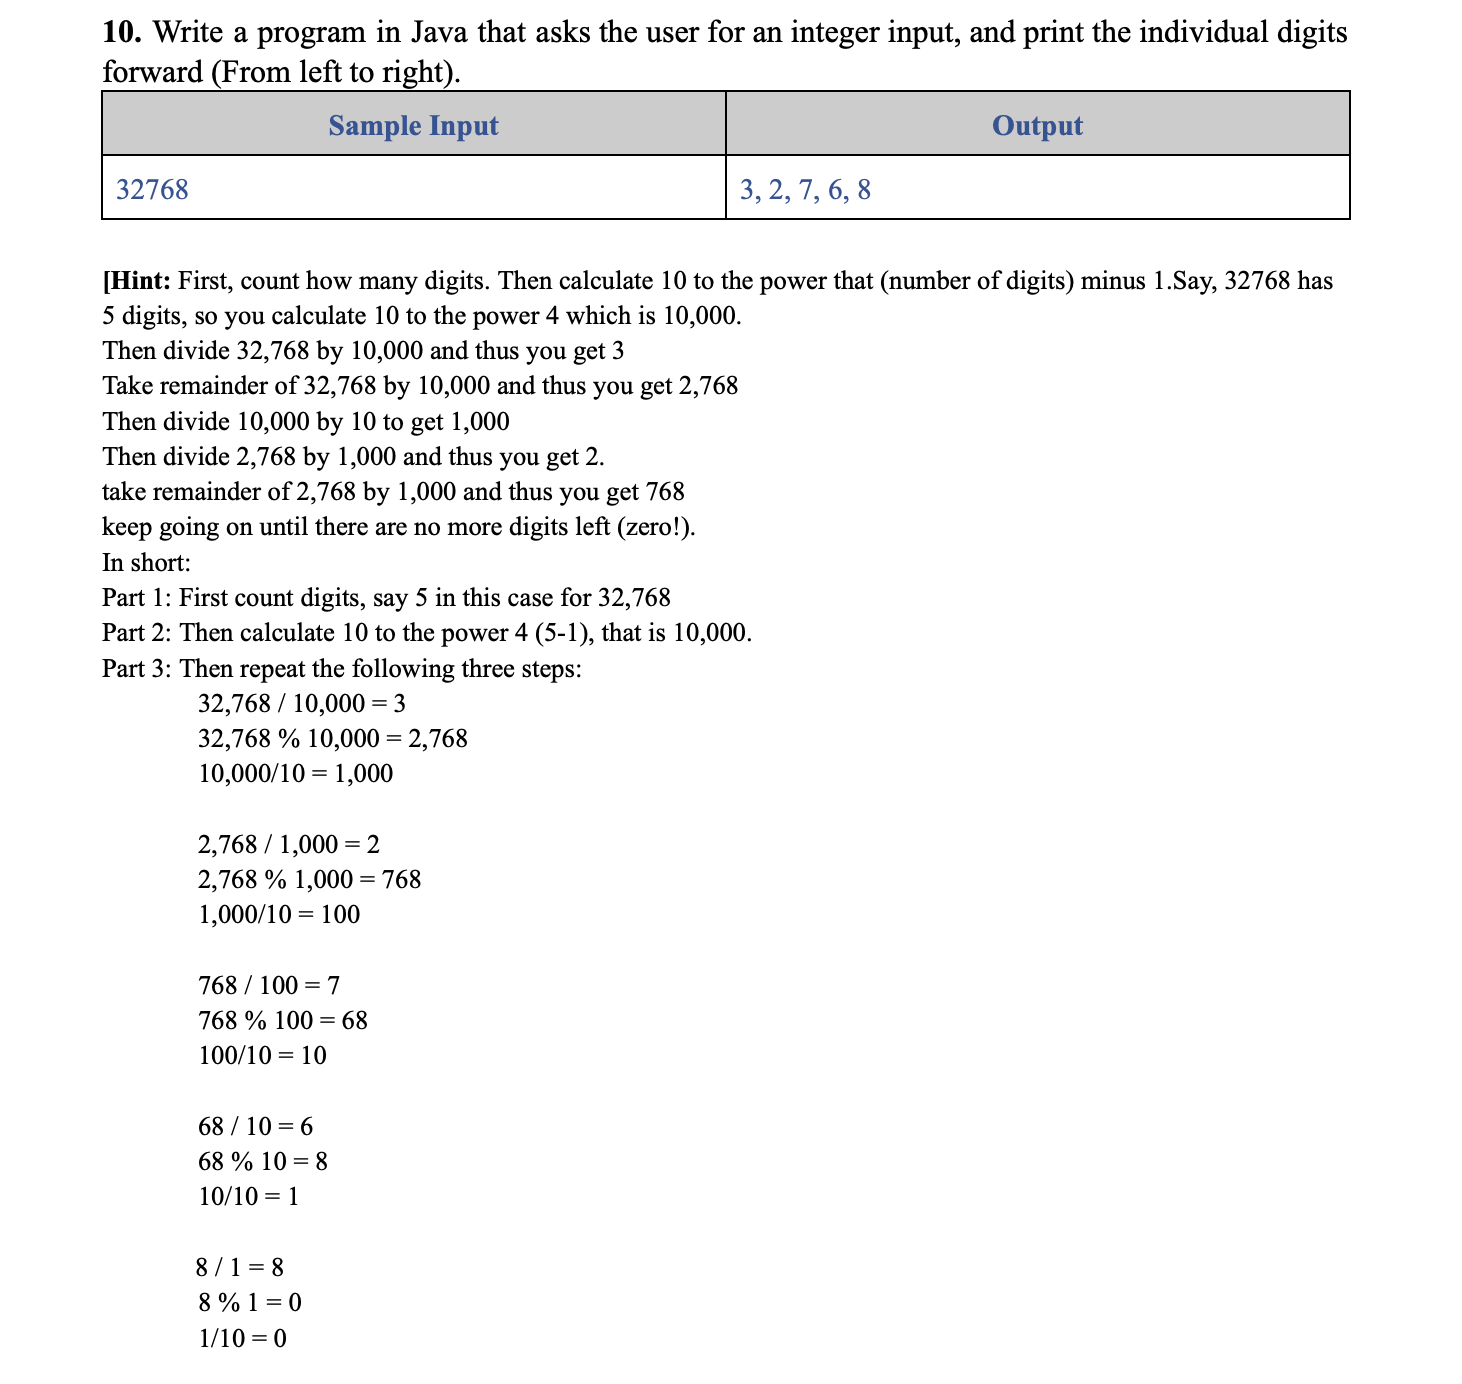 10. Write a program in Java that asks the user for an integer input, and print the individual digits
forward (From left to right).
Sample Input
Output
32768
3, 2, 7, 6, 8
[Hint: First, count how many digits. Then calculate 10 to the power that (number of digits) minus 1.Say, 32768 has
5 digits, so you calculate 10 to the power 4 which is 10,000.
Then divide 32,768 by 10,000 and thus you get 3
Take remainder of 32,768 by 10,000 and thus you get 2,768
Then divide 10,000 by 10 to get 1,000
Then divide 2,768 by 1,000 and thus you get 2.
take remainder of 2,768 by 1,000 and thus you get 768
keep going on until there are no more digits left (zero!).
In short:
Part 1: First count digits, say 5 in this case for 32,768
Part 2: Then calculate 10 to the power 4 (5-1), that is 10,000.
Part 3: Then repeat the following three steps:
32,768 / 10,000 = 3
32,768 % 10,000 = 2,768
10,000/10 = 1,000
2,768 / 1,000 = 2
2,768 % 1,000 = 768
1,000/10 = 100
768 / 100 = 7
768 % 100 = 68
100/10 = 10
68 / 10 = 6
68 % 10 = 8
10/10 = 1
8 / 1 = 8
8 % 1 = 0
1/10 = 0